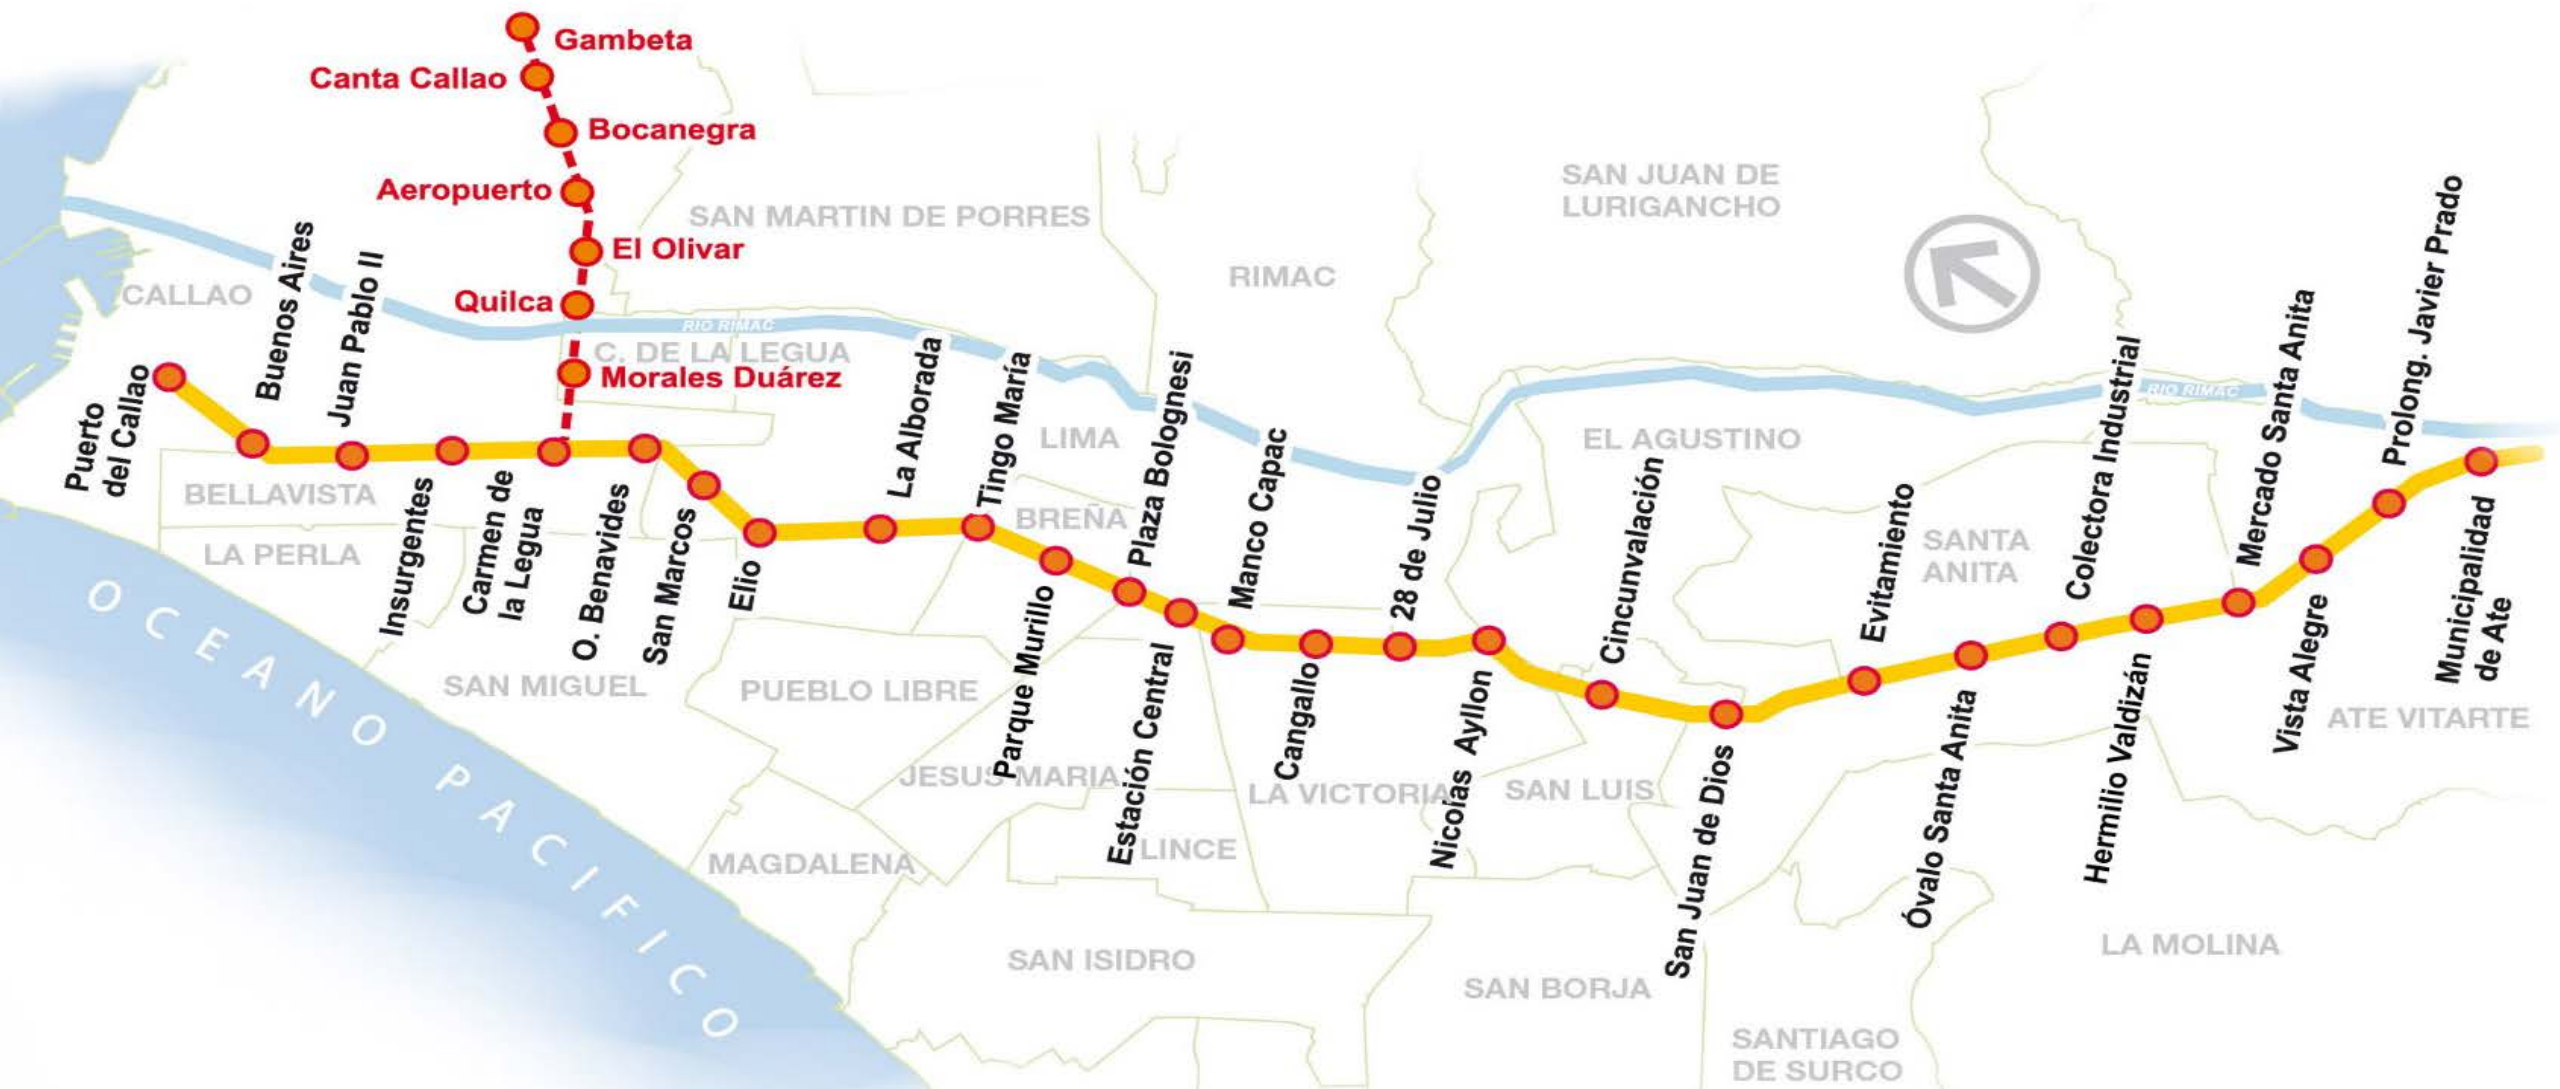 Gambeta
Canta Callao
Bocanegra
Aeropuerto
El Olivar
Quilca
Morales Duárez
SAN MARTIN DE PORRES
SAN JUAN DE
LURIGANCHO
RIMAC
CALLAO
RIO RIMAC
C. DE LA LEGUA
RIO RIMAC
LIMA
EL AGUSTINO
BELLAVISTA
BREÑA
LA PERLA
SANTA
ANITA
SAN MIGUEL
PUEBLO LIBRE
ATE VITARTE
JESUS MARIA
LA VICTORIA
SAN LUIS
LINCE
MAGDALENA
SAN ISIDRO
LA MOLINA
SAN BORJA
SANTIAGO
DE SURCO
OCEANO PACIFICO
Puerto
del Callao
Buenos Aires
Juan Pablo II
Insurgentes
Carmen de
la Legua
O. Benavides
San Marcos
Elio
La Alborada
Tingo María
Parque Murillo
Plaza Bolognesi
Estación Central
Manco Capac
Cangallo
28 de Julio
Nicolas Ayllon
Cincunvalación
San Juan de Dios
Evitamiento
Óvalo Santa Anita
Colectora Industrial
Hermilio Valdizán
Mercado Santa Anita
Vista Alegre
Prolong. Javier Prado
Municipalidad
de Ate